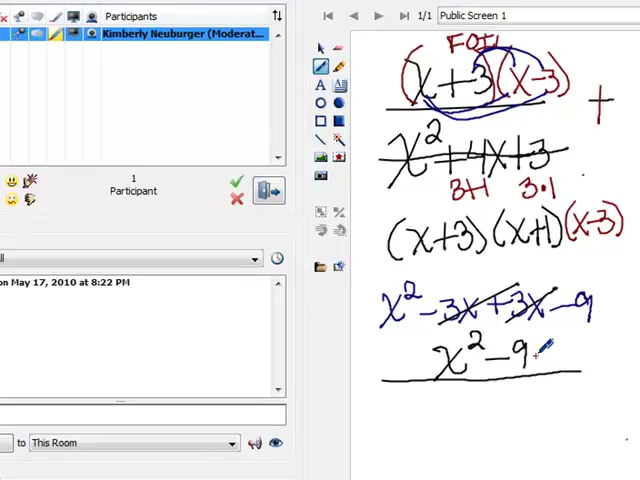 Participants
Kimberly Neuburger (Moderat...
1
Participant
on May 17, 2010 at 8:22 PM
to This Room
1/1 Public Screen 1
A
FOIL
(x+3)(x-3) +
x²+4x+3
3+1 3·1
(x+3)(x+1)(x-3)
x²-3x+3x-9
x²-9